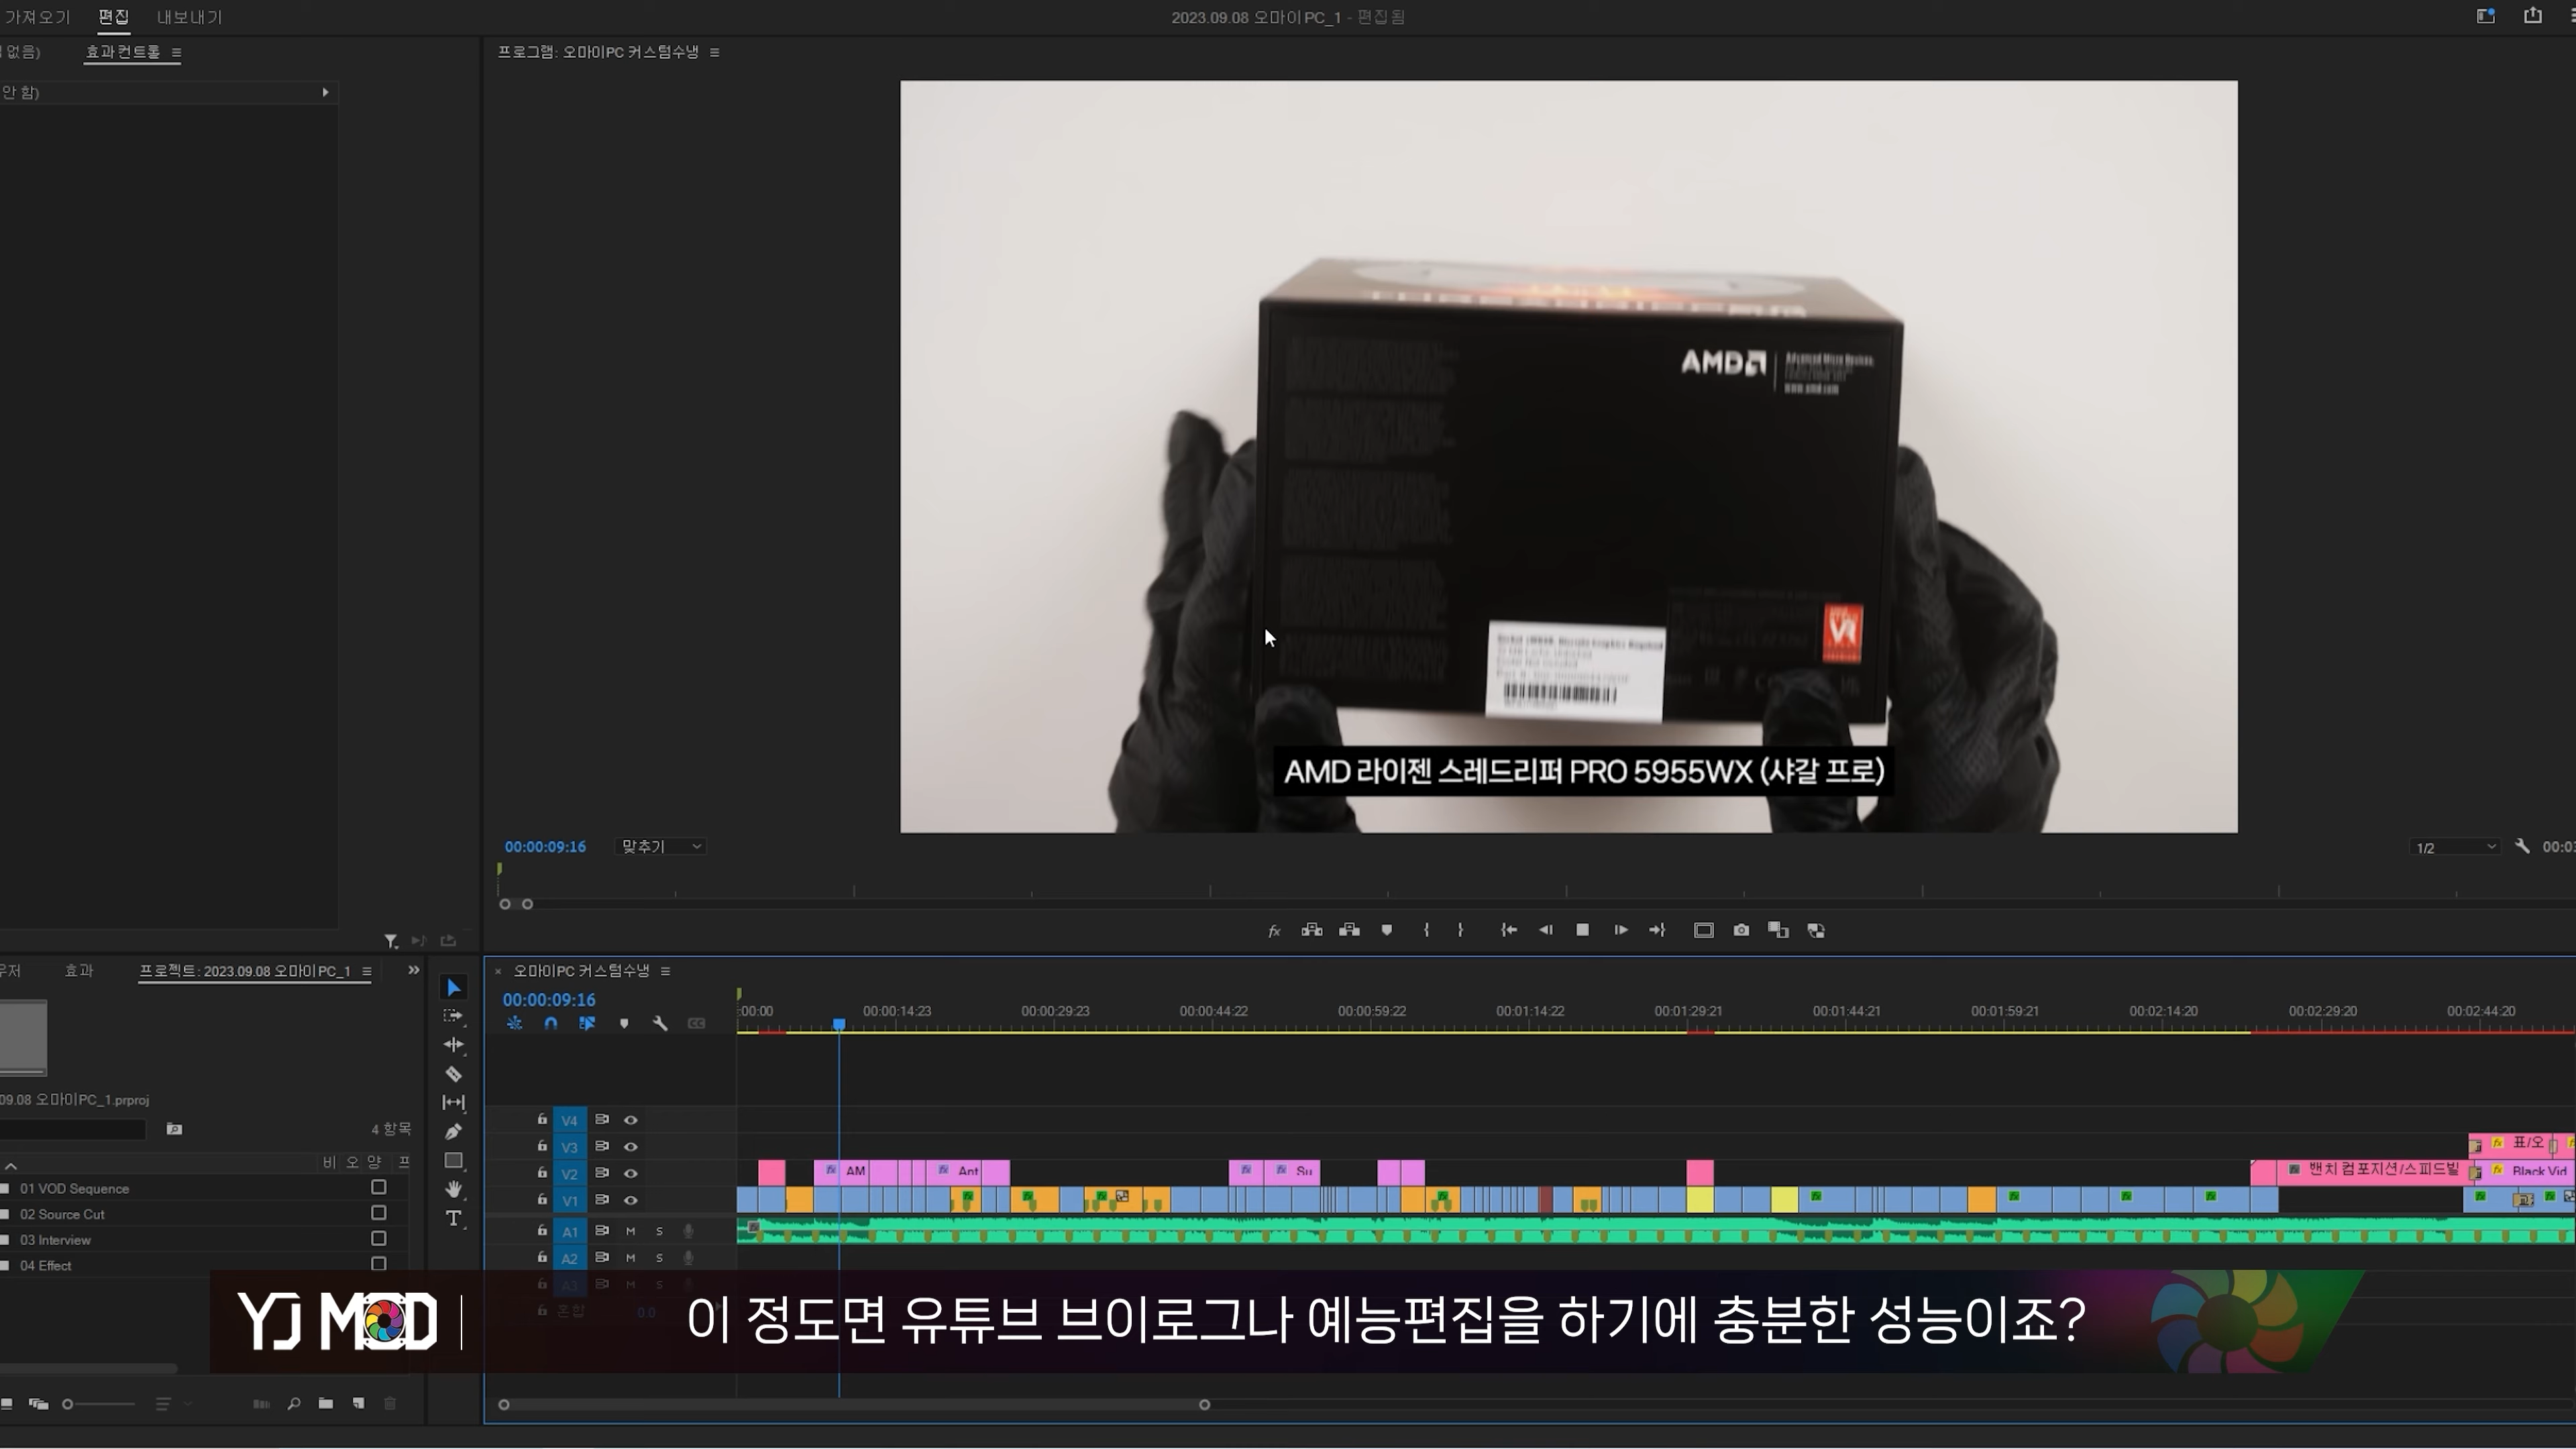 가져오기 편집 내보내기
2023.09.08 오마이PC_1 - 편집됨
없음) 효과컨트롤
프로그램: 오마이PC 커스텀수냉
안 함)
AMD
www.amd.com
VR
AMD 라이젠 스레드리퍼 PRO 5955WX (샤갈 프로)
00:00:09:16 맞추기
1/2
효과 프로젝트: 2023.09.08 오마이PC_1
09.08 오마이PC_1.prproj
4 항목
비 오 양 프
01 VOD Sequence
02 Source Cut
03 Interview
04 Effect
오마이PC 커스텀수냉
00:00:09:16
:00:00 00:00:14:23 00:00:29:23 00:00:44:22 00:00:59:22 00:01:14:22 00:01:29:21 00:01:44:21 00:01:59:21 00:02:14:20 00:02:29:20 00:02:44:20
V4
V3 표/오
V2 AM Ant Su 밴치 컴포지션/스피드빌 Black Vid
V1
A1 M S
A2 M S
A3 M S
혼합 0.0
YJ MOD
이 정도면 유튜브 브이로그나 예능편집을 하기에 충분한 성능이죠?